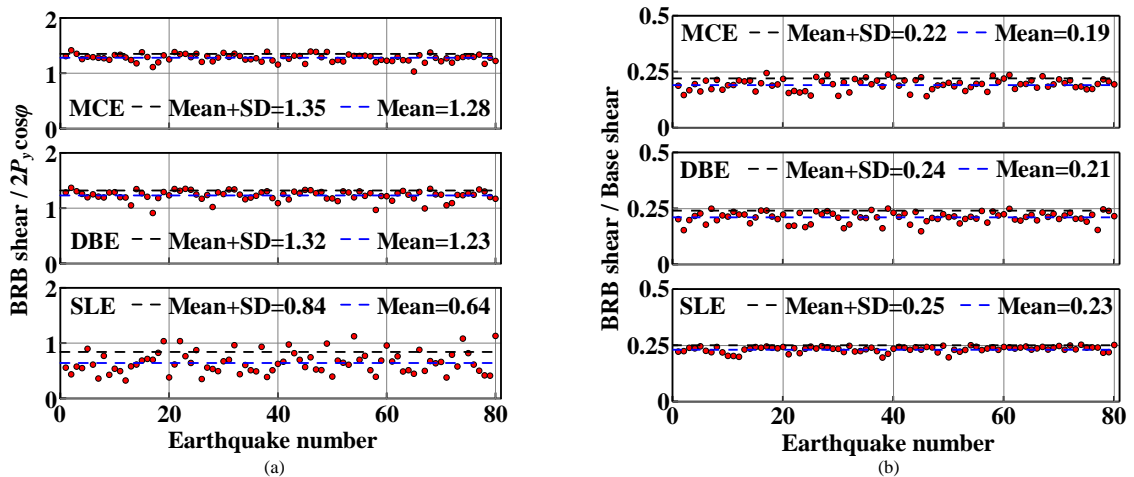 BRB shear / 2Pycosφ
2
1
0
MCE Mean+SD=1.35 Mean=1.28
2
1
0
DBE Mean+SD=1.32 Mean=1.23
2
1
0
SLE Mean+SD=0.84 Mean=0.64
0 20 40 60 80
Earthquake number
(a)
BRB shear / Base shear
0.5
0.25
0
MCE Mean+SD=0.22 Mean=0.19
0.5
0.25
0
DBE Mean+SD=0.24 Mean=0.21
0.5
0.25
0
SLE Mean+SD=0.25 Mean=0.23
0 20 40 60 80
Earthquake number
(b)